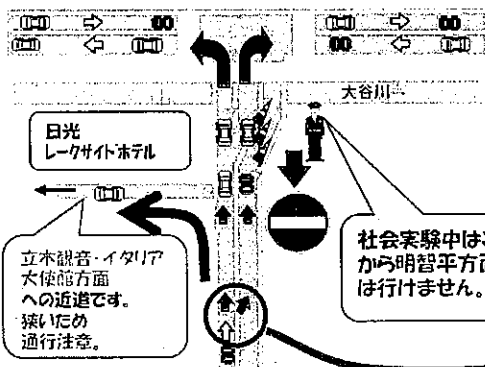 大谷川
日光
レークサイドホテル
立木観音・イタリア
大使館方面
への近道です。
狭いため
通行注意。
社会実験中は
から明智平方面
は行けません。